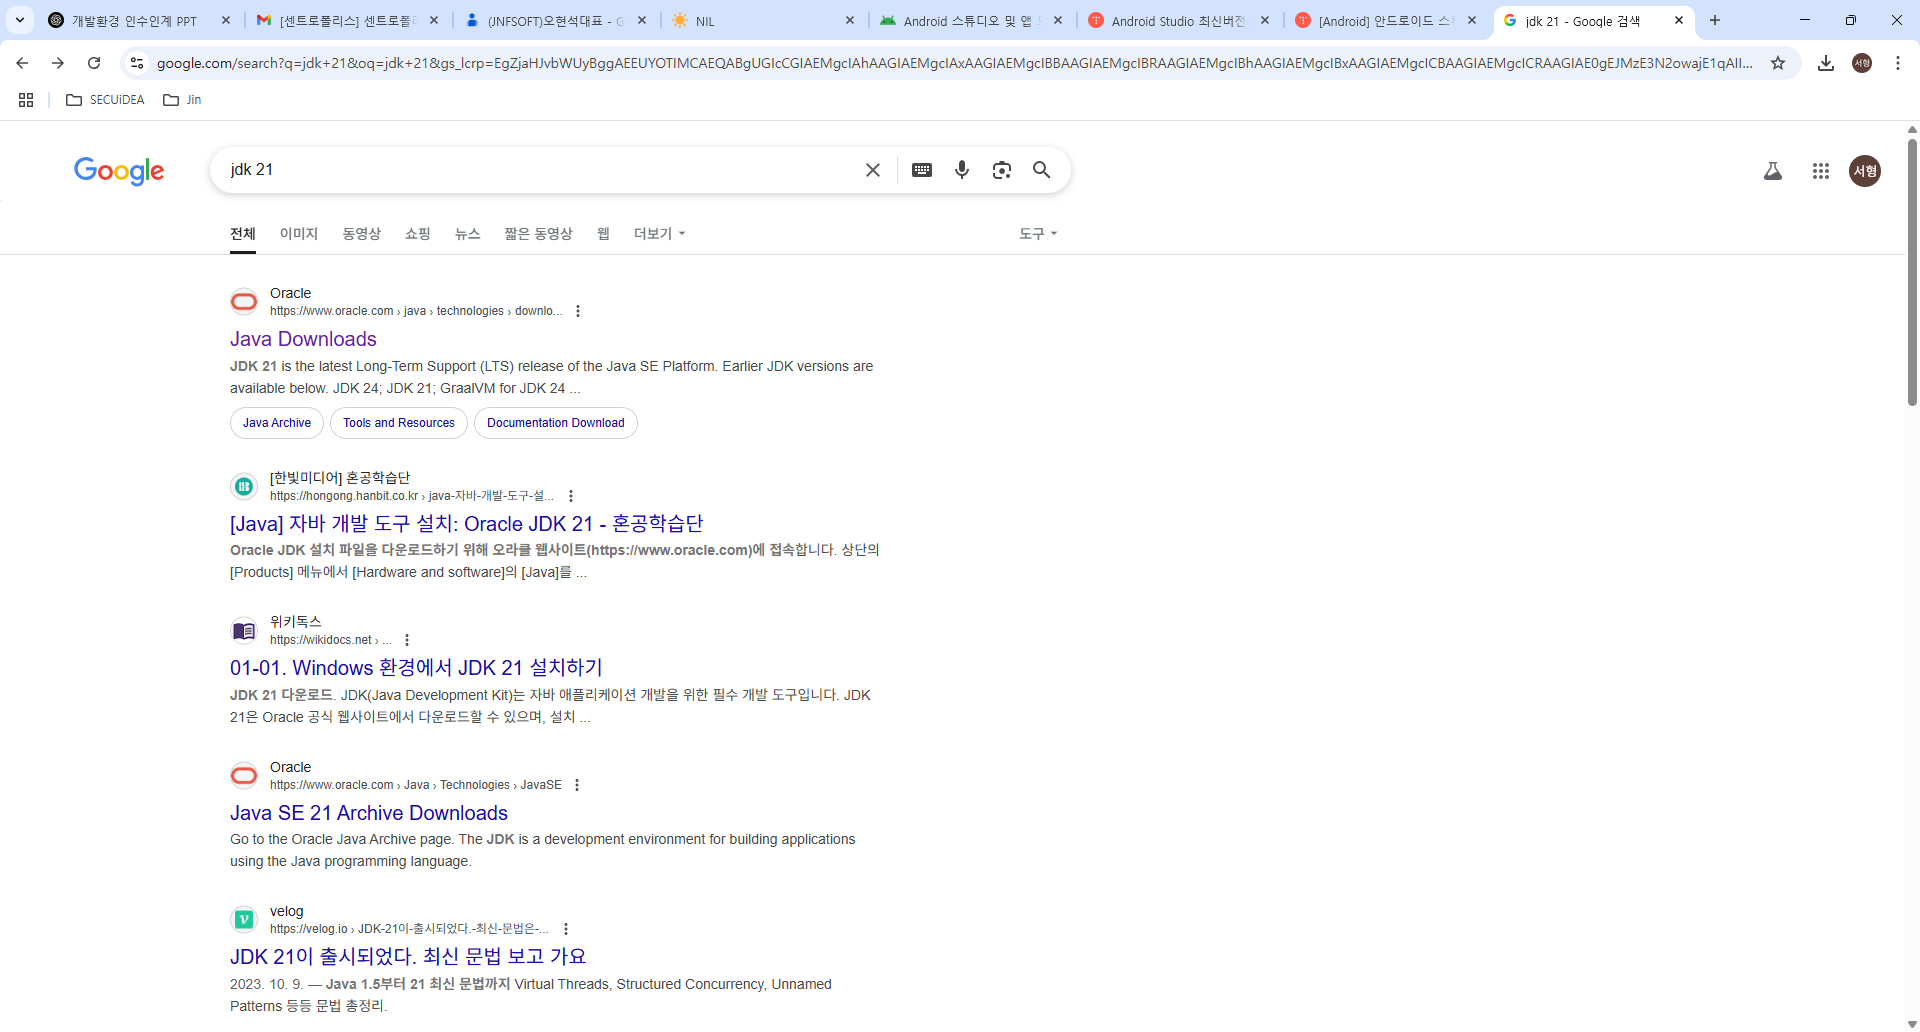 개발환경 인수인계 PPT
[센트로폴리스] 센트로폴
(JNFSOFT)오현석대표 - G
NIL
Android 스튜디오 및 앱
Android Studio 최신버전
[Android] 안드로이드 스
jdk 21 - Google 검색
SECUiDEA
Jin
Google
jdk 21
서형
전체
이미지
동영상
쇼핑
뉴스
짧은 동영상
웹
더보기
도구
Oracle
https://www.oracle.com › java › technologies › downlo...
Java Downloads
JDK 21 is the latest Long-Term Support (LTS) release of the Java SE Platform. Earlier JDK versions are
available below. JDK 24; JDK 21; GraalVM for JDK 24 ...
Java Archive
Tools and Resources
Documentation Download
[한빛미디어] 혼공학습단
https://hongong.hanbit.co.kr › java-자바-개발-도구-설...
[Java] 자바 개발 도구 설치: Oracle JDK 21 - 혼공학습단
Oracle JDK 설치 파일을 다운로드하기 위해 오라클 웹사이트(https://www.oracle.com)에 접속합니다. 상단의
[Products] 메뉴에서 [Hardware and software]의 [Java]를 ...
위키독스
https://wikidocs.net › ...
01-01. Windows 환경에서 JDK 21 설치하기
JDK 21 다운로드. JDK(Java Development Kit)는 자바 애플리케이션 개발을 위한 필수 개발 도구입니다. JDK
21은 Oracle 공식 웹사이트에서 다운로드할 수 있으며, 설치 ...
Oracle
https://www.oracle.com › Java › Technologies › JavaSE
Java SE 21 Archive Downloads
Go to the Oracle Java Archive page. The JDK is a development environment for building applications
using the Java programming language.
velog
https://velog.io › JDK-21이-출시되었다.-최신-문법은-...
JDK 21이 출시되었다. 최신 문법 보고 가요
2023. 10. 9. — Java 1.5부터 21 최신 문법까지 Virtual Threads, Structured Concurrency, Unnamed
Patterns 등등 문법 총정리.